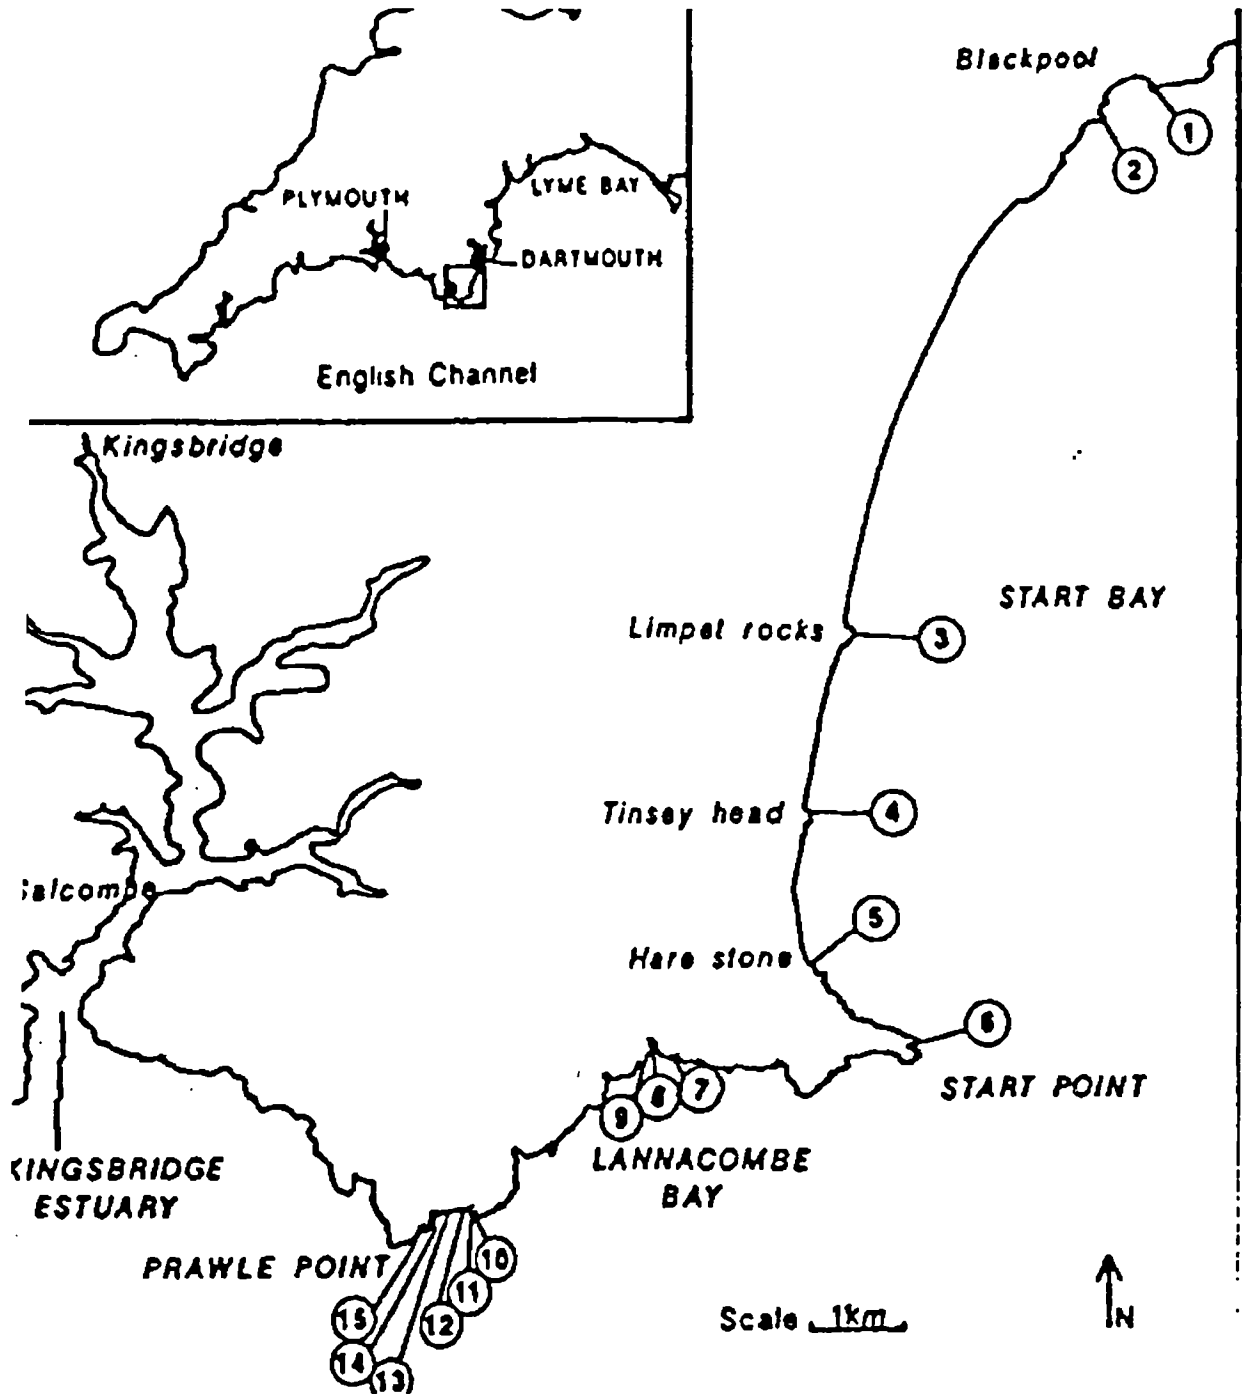 Blackpool
1
2
PLYMOUTH
LYME BAY
DARTMOUTH
English Channel
Kingsbridge
START BAY
Limpet rocks
3
Tinsey head
4
Salcombe
5
Hare stone
6
START POINT
9
8
7
LANNACOMBE
BAY
KINGSBRIDGE
ESTUARY
PRAWLE POINT
10
11
12
13
14
15
Scale 1km
N